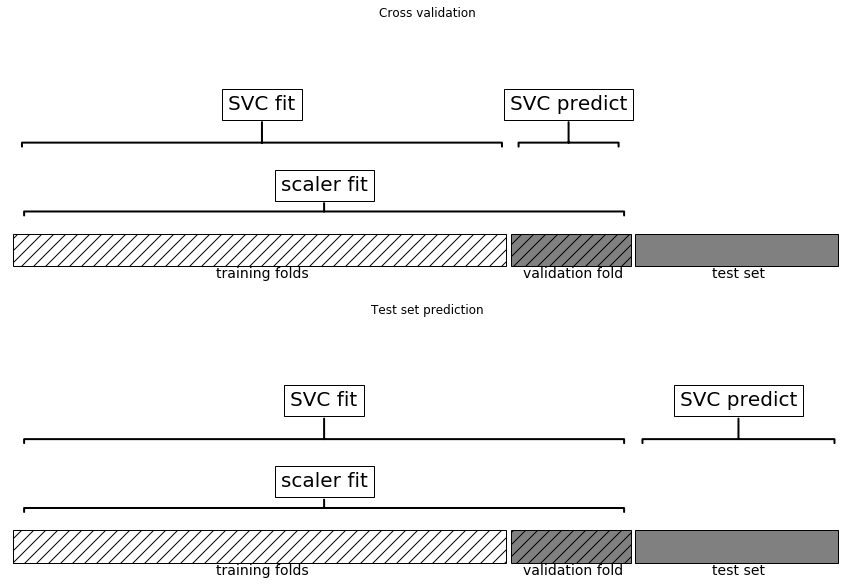 Cross validation
SVC fit
SVC predict
scaler fit
training folds
validation fold
test set
Test set prediction
SVC fit
SVC predict
scaler fit
training folds
validation fold
test set